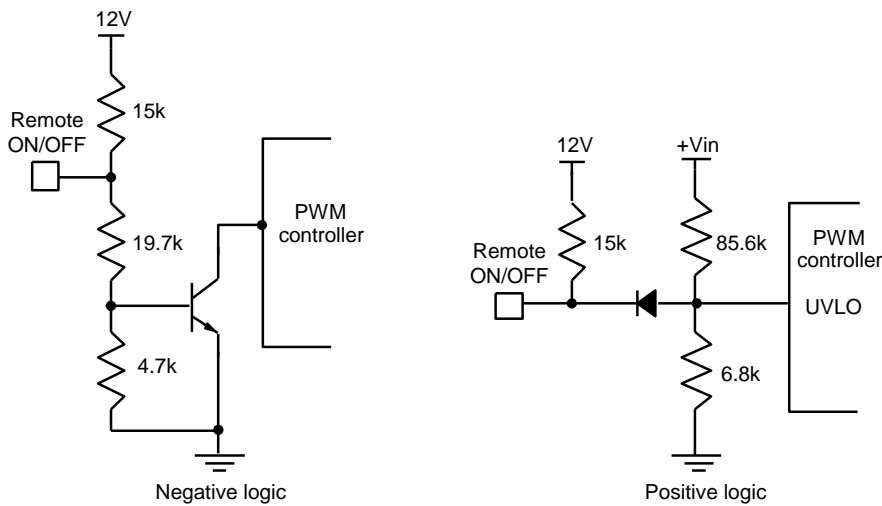 12V
15k
Remote
ON/OFF
19.7k
4.7k
PWM
controller
Negative logic
12V
+Vin
15k
85.6k
Remote
ON/OFF
PWM
controller
UVLO
6.8k
Positive logic